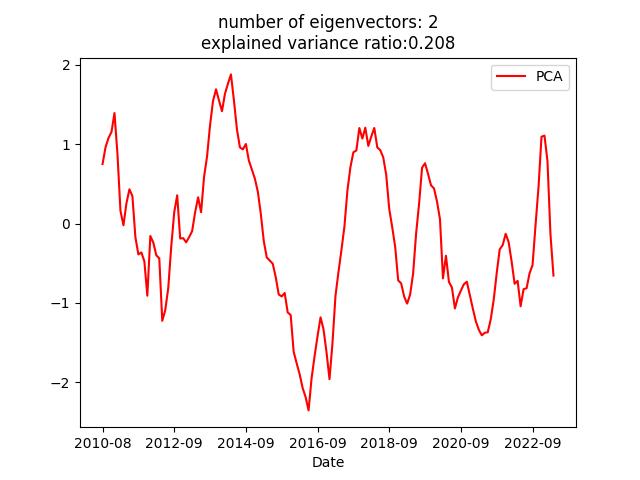 number of eigenvectors: 2
explained variance ratio:0.208
PCA
2
1
0
−1
−2
2010-08 2012-09 2014-09 2016-09 2018-09 2020-09 2022-09
Date